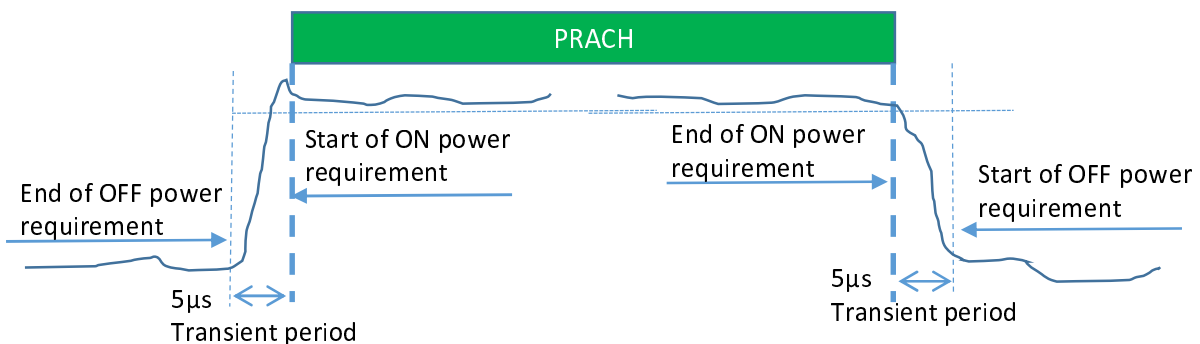 PRACH
Start of ON power
requirement
End of ON power
requirement
End of OFF power
requirement
Start of OFF power
requirement
5µs
Transient period
5µs
Transient period